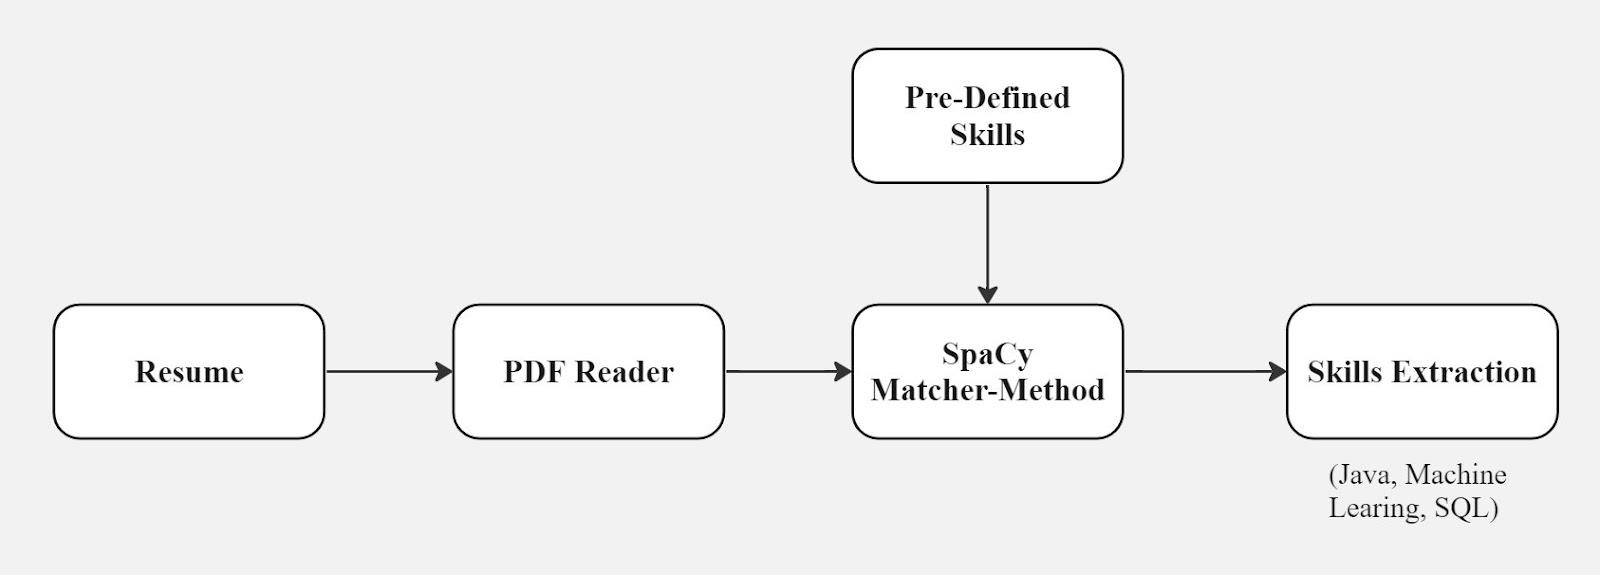 Pre-Defined
Skills
Resume
PDF Reader
SpaCy
Matcher-Method
Skills Extraction
(Java, Machine
Learing, SQL)